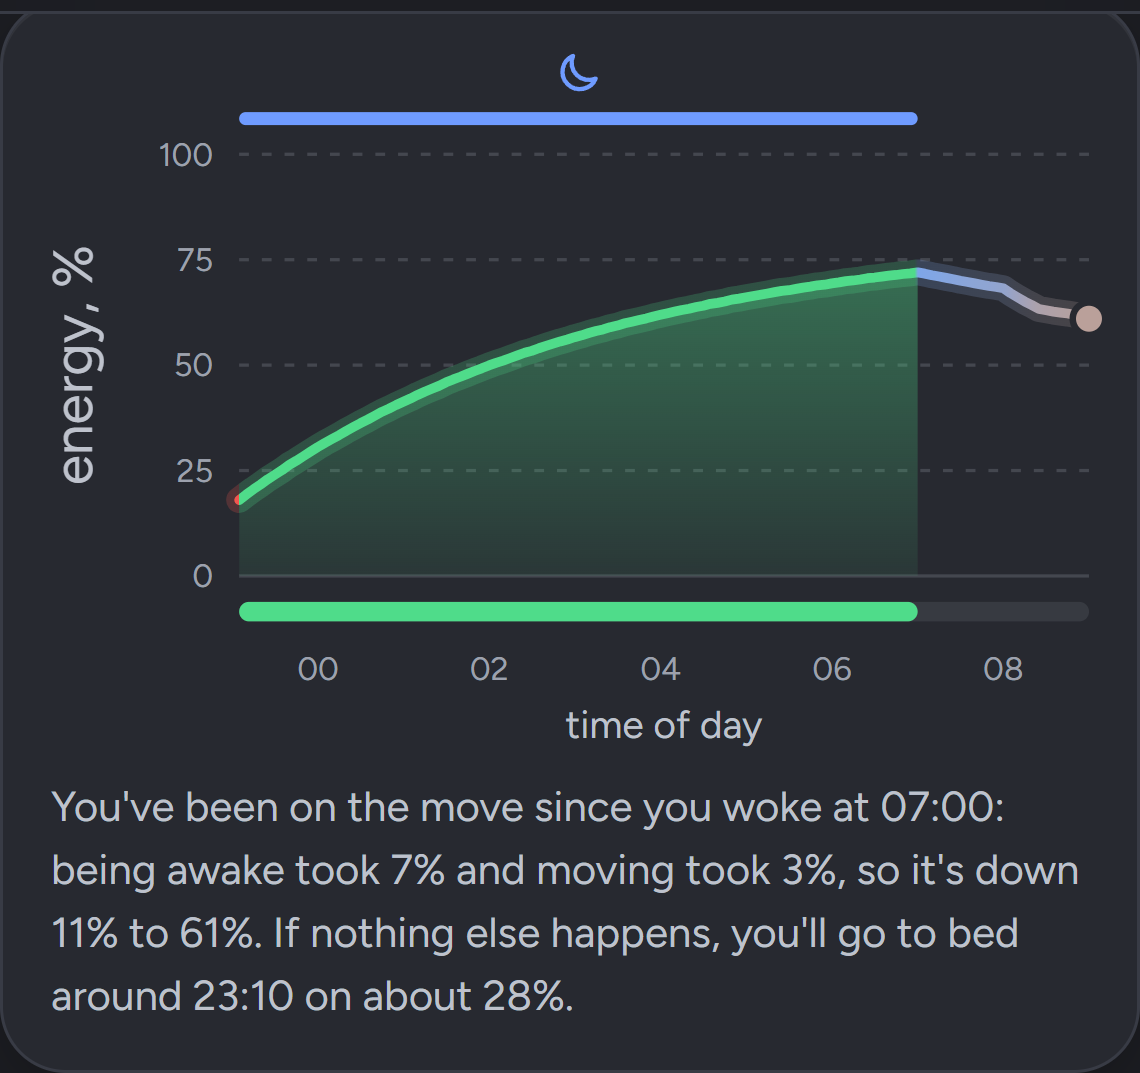 100
75
50
25
0
energy, %
00 02 04 06 08
time of day
You've been on the move since you woke at 07:00:
being awake took 7% and moving took 3%, so it's down
11% to 61%. If nothing else happens, you'll go to bed
around 23:10 on about 28%.